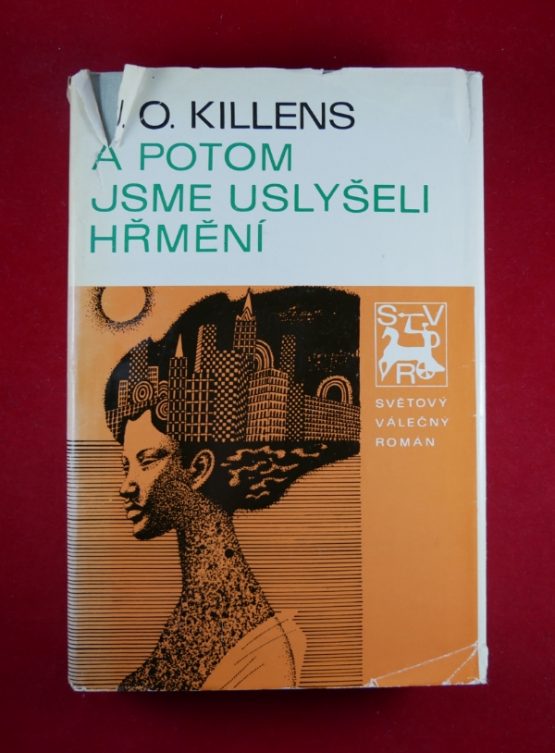 J. O. KILLENS
A POTOM
JSME USLYŠELI
HŘMĚNÍ
SVĚTOVÝ
VÁLEČNÝ
ROMÁN